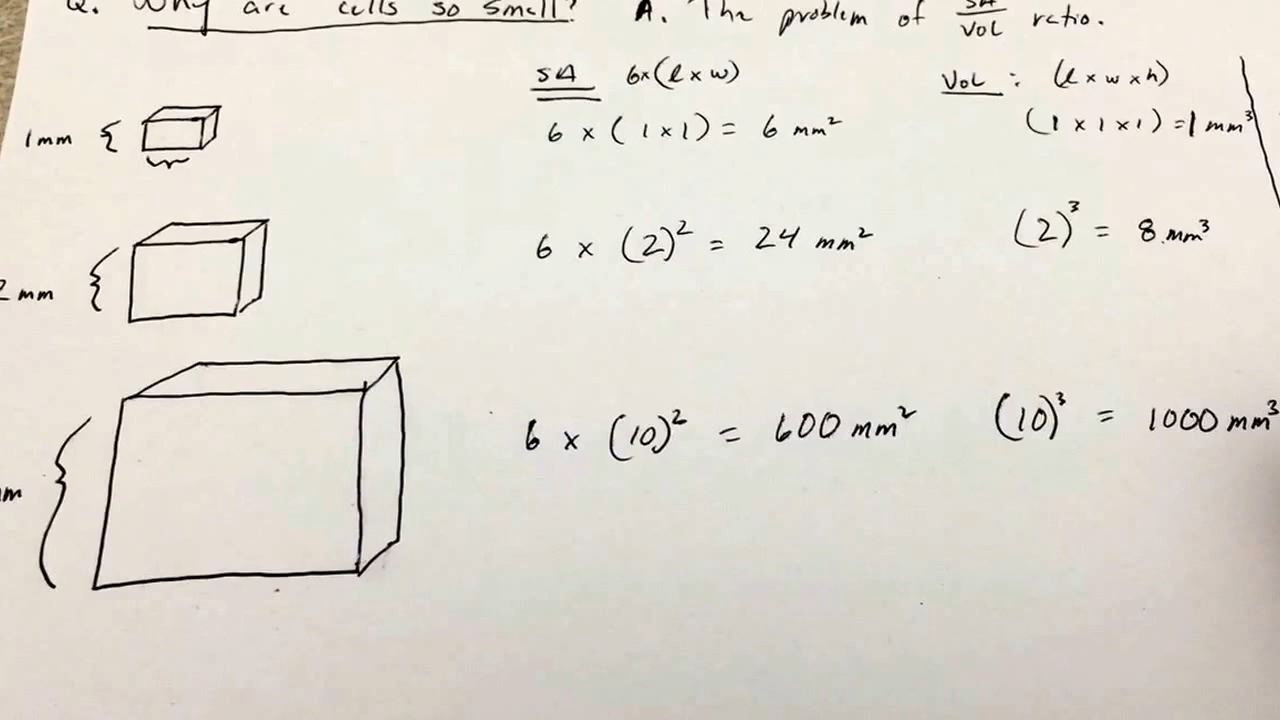 Q. Why are cells so small? A. The problem of SA/VOL ratio.
SA 6x(l x w) VOL : (l x w x h)
1 mm 6 x (1 x 1) = 6 mm² (1 x 1 x 1) = 1 mm³
2 mm 6 x (2)² = 24 mm² (2)³ = 8 mm³
6 x (10)² = 600 mm² (10)³ = 1000 mm³